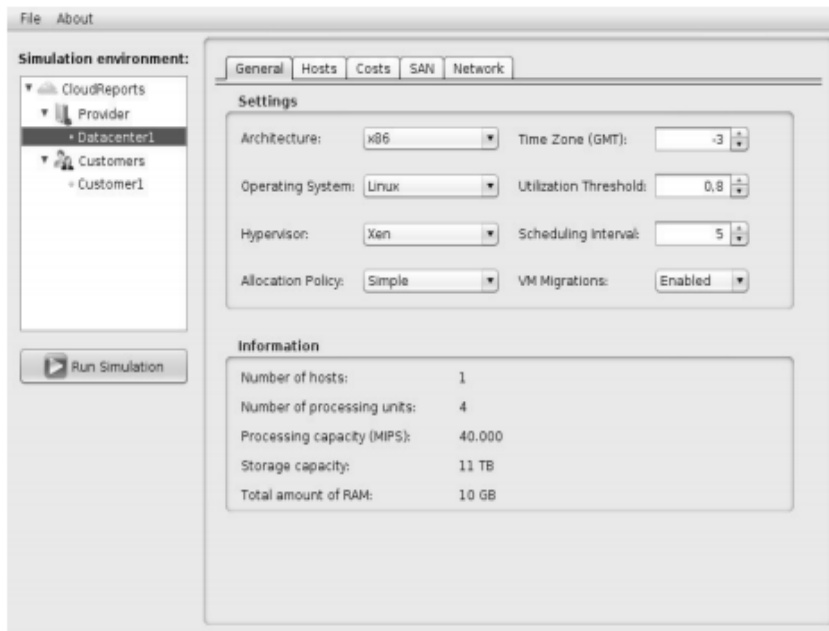 File About
Simulation environment:
CloudReports
Provider
Datacenter1
Customers
Customer1
Run Simulation
General Hosts Costs SAN Network
Settings
Architecture: x86 Time Zone (GMT): -3
Operating System: Linux Utilization Threshold: 0,8
Hypervisor: Xen Scheduling Interval: 5
Allocation Policy: Simple VM Migrations: Enabled
Information
Number of hosts: 1
Number of processing units: 4
Processing capacity (MIPS): 40.000
Storage capacity: 11 TB
Total amount of RAM: 10 GB